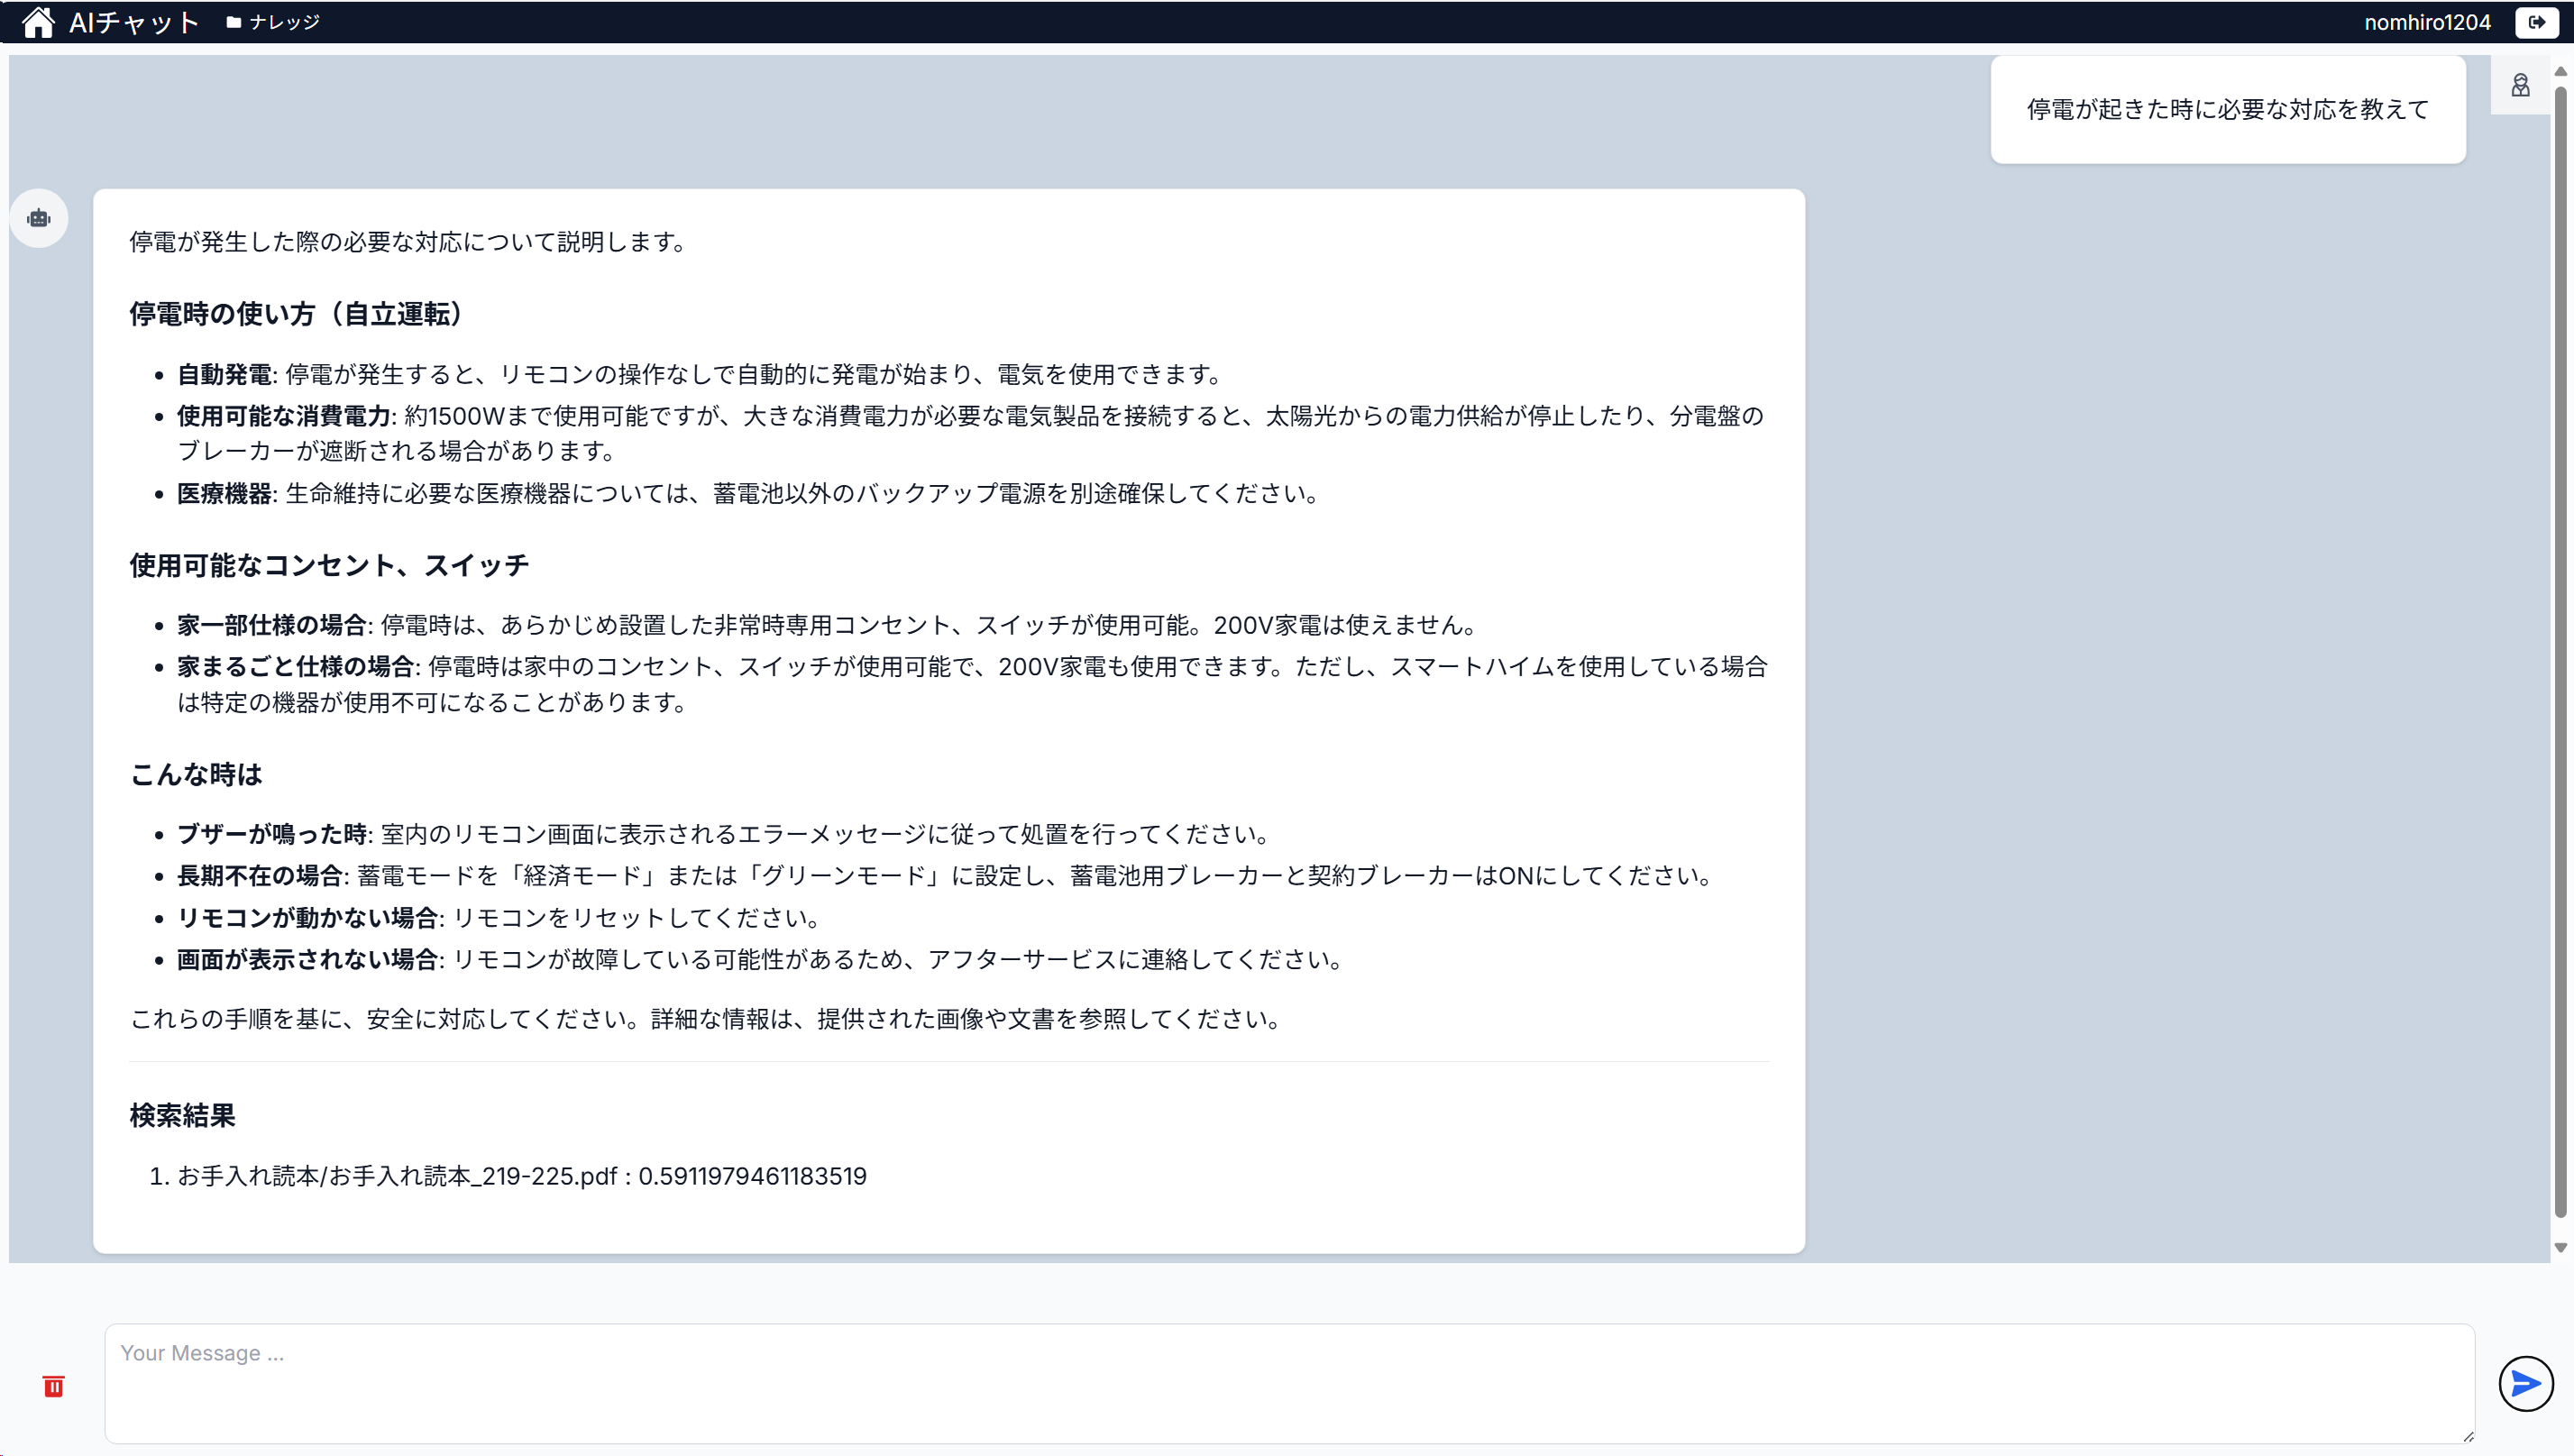 AIチャット ナレッジ nomhiro1204
停電が起きた時に必要な対応を教えて
停電が発生した際の必要な対応について説明します。
停電時の使い方（自立運転）
• 自動発電: 停電が発生すると、リモコンの操作なしで自動的に発電が始まり、電気を使用できます。
• 使用可能な消費電力: 約1500Wまで使用可能ですが、大きな消費電力が必要な電気製品を接続すると、太陽光からの電力供給が停止したり、分電盤の
ブレーカーが遮断される場合があります。
• 医療機器: 生命維持に必要な医療機器については、蓄電池以外のバックアップ電源を別途確保してください。
使用可能なコンセント、スイッチ
• 家一部仕様の場合: 停電時は、あらかじめ設置した非常時専用コンセント、スイッチが使用可能。200V家電は使えません。
• 家まるごと仕様の場合: 停電時は家中のコンセント、スイッチが使用可能で、200V家電も使用できます。ただし、スマートハイムを使用している場合
は特定の機器が使用不可になることがあります。
こんな時は
• ブザーが鳴った時: 室内のリモコン画面に表示されるエラーメッセージに従って処置を行ってください。
• 長期不在の場合: 蓄電モードを「経済モード」または「グリーンモード」に設定し、蓄電池用ブレーカーと契約ブレーカーはONにしてください。
• リモコンが動かない場合: リモコンをリセットしてください。
• 画面が表示されない場合: リモコンが故障している可能性があるため、アフターサービスに連絡してください。
これらの手順を基に、安全に対応してください。詳細な情報は、提供された画像や文書を参照してください。
検索結果
1. お手入れ読本/お手入れ読本_219-225.pdf : 0.5911979461183519
Your Message ...